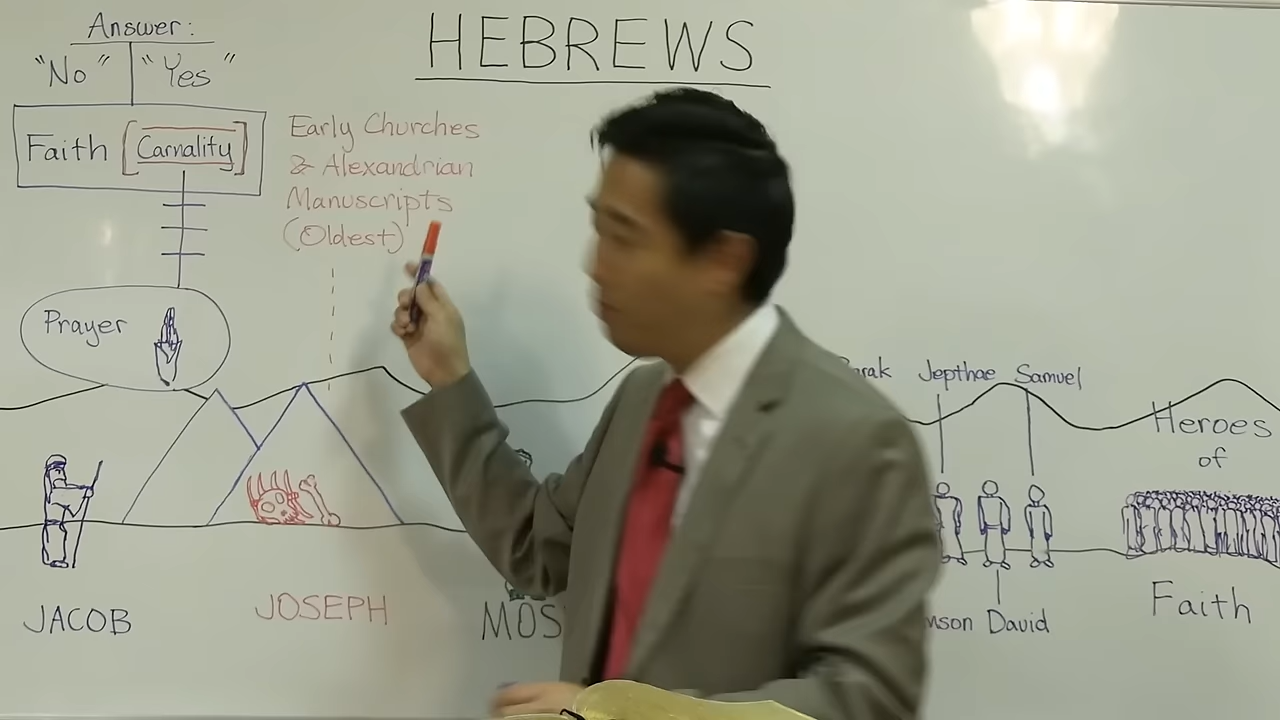 HEBREWS
Answer:
"No" "Yes"
Faith [Carnality]
Early Churches
& Alexandrian
Manuscripts
(Oldest)
Prayer
Jepthae Samuel
Heroes
of
Faith
JACOB
JOSEPH
David